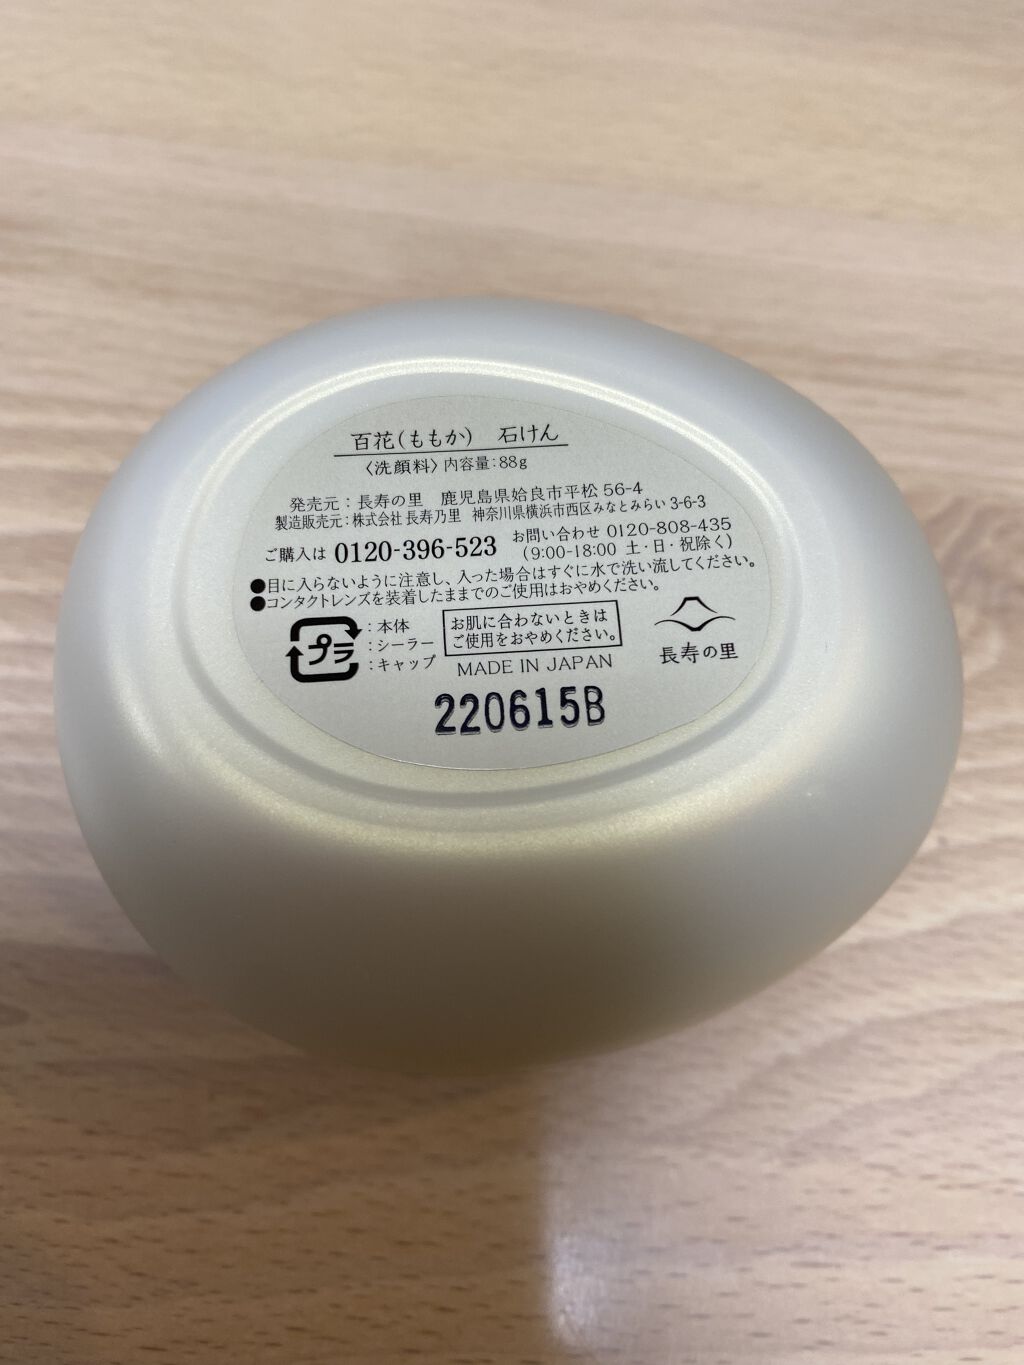 百花(ももか) 石けん
〈洗顔料〉内容量:88g
発売元:長寿の里 鹿児島県姶良市平松 56-4
製造販売元:株式会社 長寿乃里 神奈川県横浜市西区みなとみらい 3-6-3
ご購入は 0120-396-523 お問い合わせ 0120-808-435
(9:00-18:00 土・日・祝除く)
●目に入らないように注意し、入った場合はすぐに水で洗い流してください。
●コンタクトレンズを装着したままでのご使用はおやめください。
プラ
:本体
:シーラー
:キャップ
お肌に合わないときは
ご使用をおやめください。
MADE IN JAPAN
長寿の里
220615B